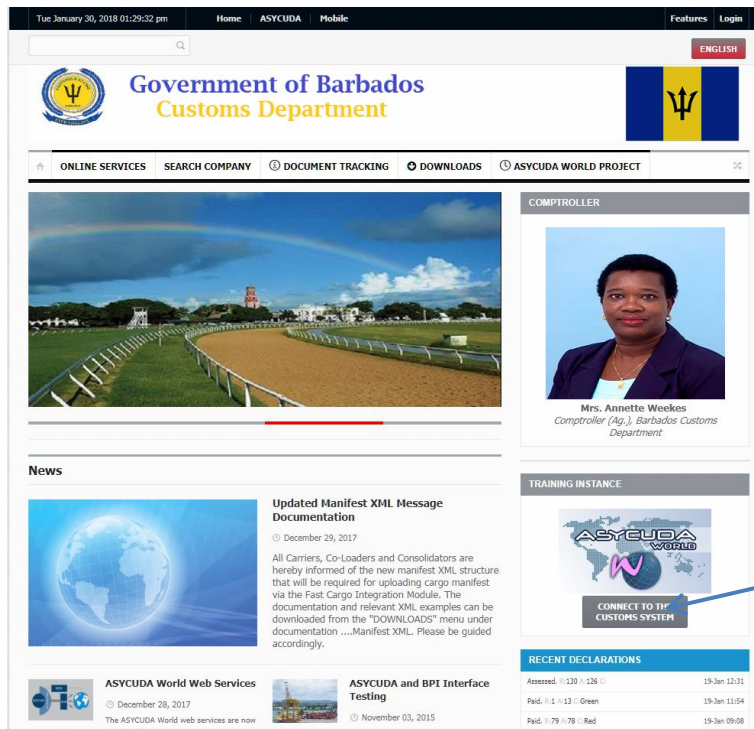 Tue January 30, 2018 01:29:32 pm
Home
ASYCUDA
Mobile
Features
Login
ENGLISH
Government of Barbados
Customs Department
ONLINE SERVICES
SEARCH COMPANY
DOCUMENT TRACKING
DOWNLOADS
ASYCUDA WORLD PROJECT
COMPTROLLER
Mrs. Annette Weekes
Comptroller (Ag.), Barbados Customs
Department
News
Updated Manifest XML Message
Documentation
December 29, 2017
All Carriers, Co-Loaders and Consolidators are
hereby informed of the new manifest XML structure
that will be required for uploading cargo manifest
via the Fast Cargo Integration Module. The
documentation and relevant XML examples can be
downloaded from the "DOWNLOADS" menu under
documentation ....Manifest XML. Please be guided
accordingly.
ASYCUDA World Web Services
December 28, 2017
The ASYCUDA World web services are now
ASYCUDA and BPI Interface
Testing
November 03, 2015
TRAINING INSTANCE
ASYCUDA
WORLD
CONNECT TO THE
CUSTOMS SYSTEM
RECENT DECLARATIONS
Assessed, R:130 A:126 C: 19-Jan 12:31
Paid, R:1 A:13 C:Green 19-Jan 11:54
Paid, R:79 A:78 C:Red 19-Jan 09:08